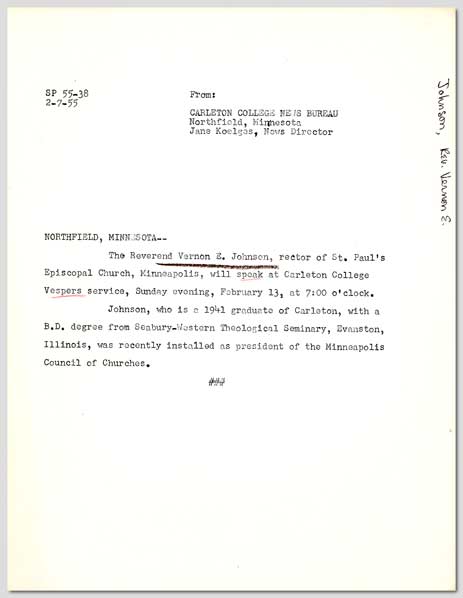 SP 55-38
2-7-55
From:
CARLETON COLLEGE NEWS BUREAU
Northfield, Minnesota
Jane Koelges, News Director
Johnson, Rev. Vernon E.
NORTHFIELD, MINNESOTA--
The Reverend Vernon E. Johnson, rector of St. Paul's
Episcopal Church, Minneapolis, will speak at Carleton College
Vespers service, Sunday evening, February 13, at 7:00 o'clock.
Johnson, who is a 1941 graduate of Carleton, with a
B.D. degree from Seabury-Western Theological Seminary, Evanston,
Illinois, was recently installed as president of the Minneapolis
Council of Churches.
###